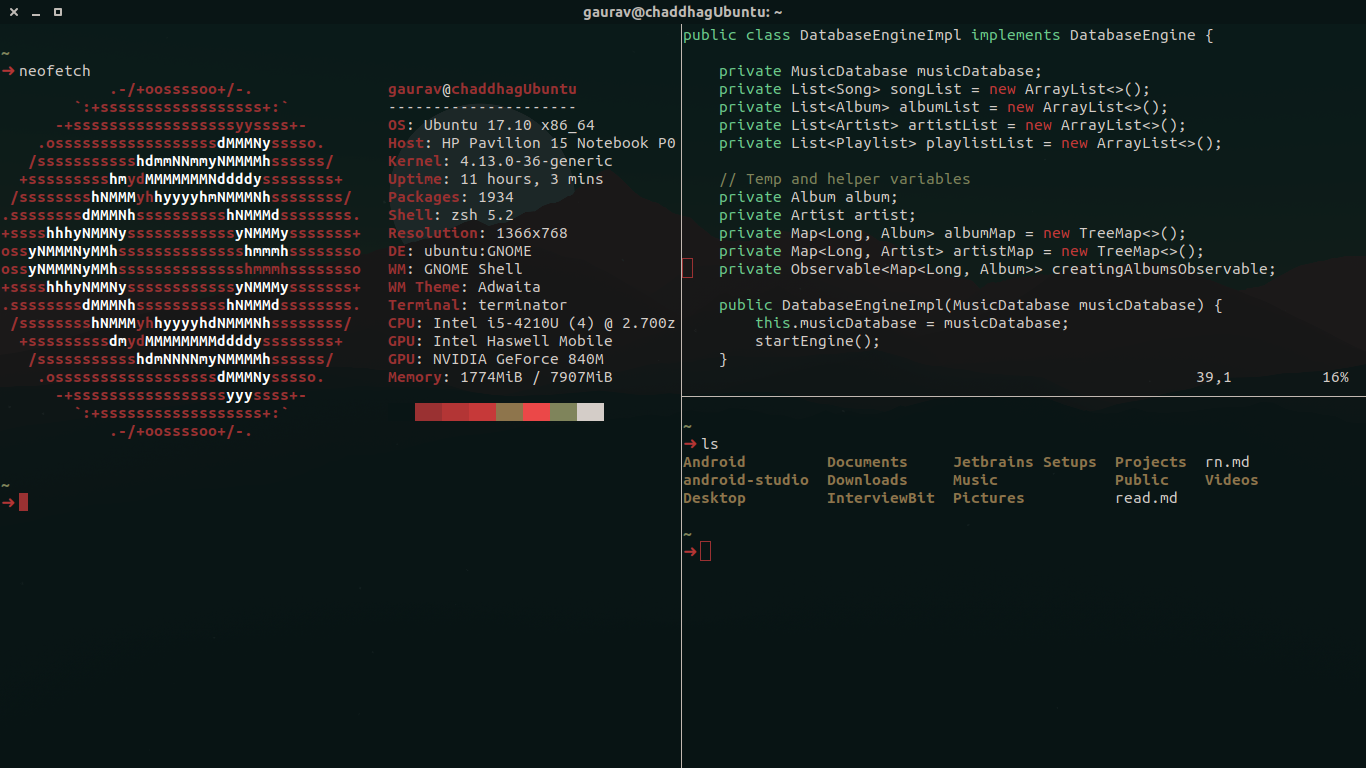 gaurav@chaddhagUbuntu: ~
~
➜ neofetch
.-/+oossssoo+/-.
`:+ssssssssssssssssss+:`
-+ssssssssssssssssssyyssss+-
.ossssssssssssssssssdMMMNysssso.
/ssssssssssshdmmNNmmyNMMMMhssssss/
+ssssssssshmydMMMMMMMNddddyssssssss+
/sssssssshNMMMyhhyyyyhmNMMMNhssssssss/
.ssssssssdMMMNhsssssssssshNMMMdssssssss.
+sssshhhyNMMNyssssssssssssyNMMMysssssss+
ossyNMMMNyMMhsssssssssssssshmmmhssssssso
ossyNMMMNyMMhsssssssssssssshmmmhssssssso
+sssshhhyNMMNyssssssssssssyNMMMysssssss+
.ssssssssdMMMNhsssssssssshNMMMdssssssss.
/sssssssshNMMMyhhyyyyhdNMMMNhssssssss/
+sssssssssdmydMMMMMMMMddddyssssssss+
/ssssssssssshdmNNNNmyNMMMMhssssss/
.ossssssssssssssssssdMMMNysssso.
-+sssssssssssssssssyyyssss+-
`:+ssssssssssssssssss+:`
.-/+oossssoo+/-.
gaurav@chaddhagUbuntu
---------------------
OS: Ubuntu 17.10 x86_64
Host: HP Pavilion 15 Notebook P0
Kernel: 4.13.0-36-generic
Uptime: 11 hours, 3 mins
Packages: 1934
Shell: zsh 5.2
Resolution: 1366x768
DE: ubuntu:GNOME
WM: GNOME Shell
WM Theme: Adwaita
Terminal: terminator
CPU: Intel i5-4210U (4) @ 2.700z
GPU: Intel Haswell Mobile
GPU: NVIDIA GeForce 840M
Memory: 1774MiB / 7907MiB
~
➜
public class DatabaseEngineImpl implements DatabaseEngine {
private MusicDatabase musicDatabase;
private List<Song> songList = new ArrayList<>();
private List<Album> albumList = new ArrayList<>();
private List<Artist> artistList = new ArrayList<>();
private List<Playlist> playlistList = new ArrayList<>();
// Temp and helper variables
private Album album;
private Artist artist;
private Map<Long, Album> albumMap = new TreeMap<>();
private Map<Long, Artist> artistMap = new TreeMap<>();
private Observable<Map<Long, Album>> creatingAlbumsObservable;
public DatabaseEngineImpl(MusicDatabase musicDatabase) {
this.musicDatabase = musicDatabase;
startEngine();
}
39,1 16%
~
➜ ls
Android Documents Jetbrains Setups Projects rn.md
android-studio Downloads Music Public Videos
Desktop InterviewBit Pictures read.md
~
➜